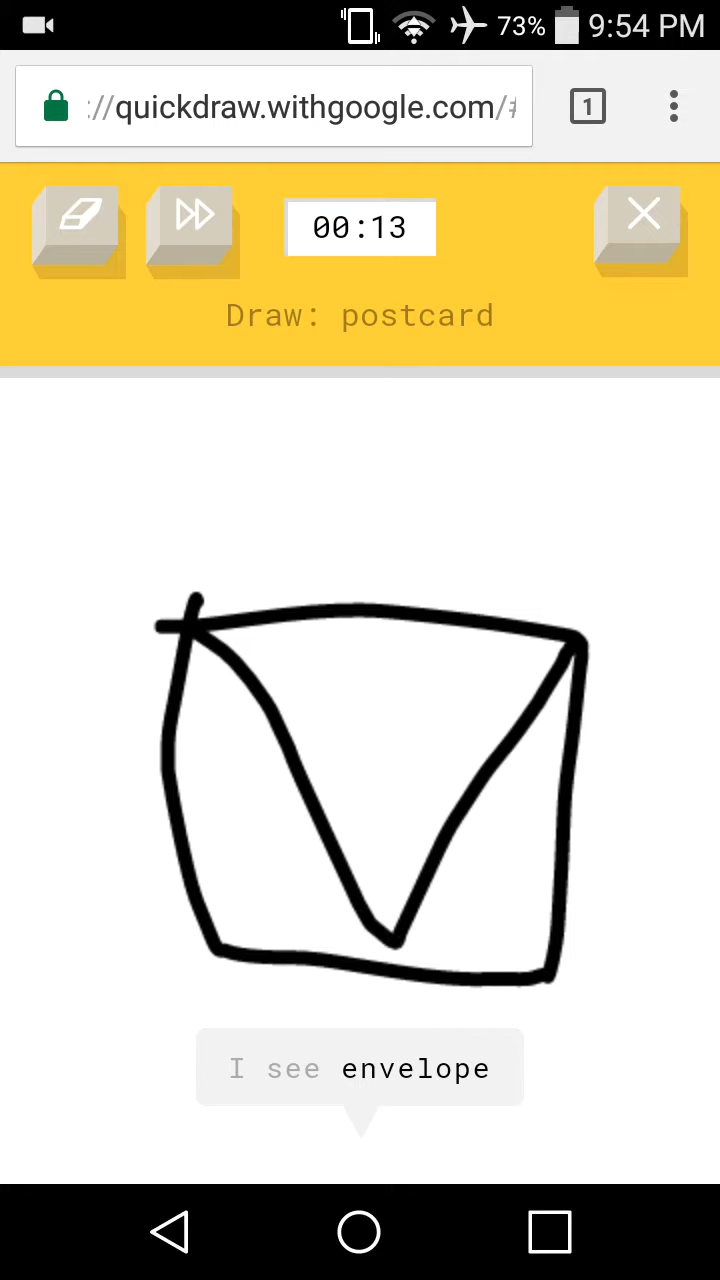 73% 9:54 PM
://quickdraw.withgoogle.com/#
1
00:13
Draw: postcard
I see envelope